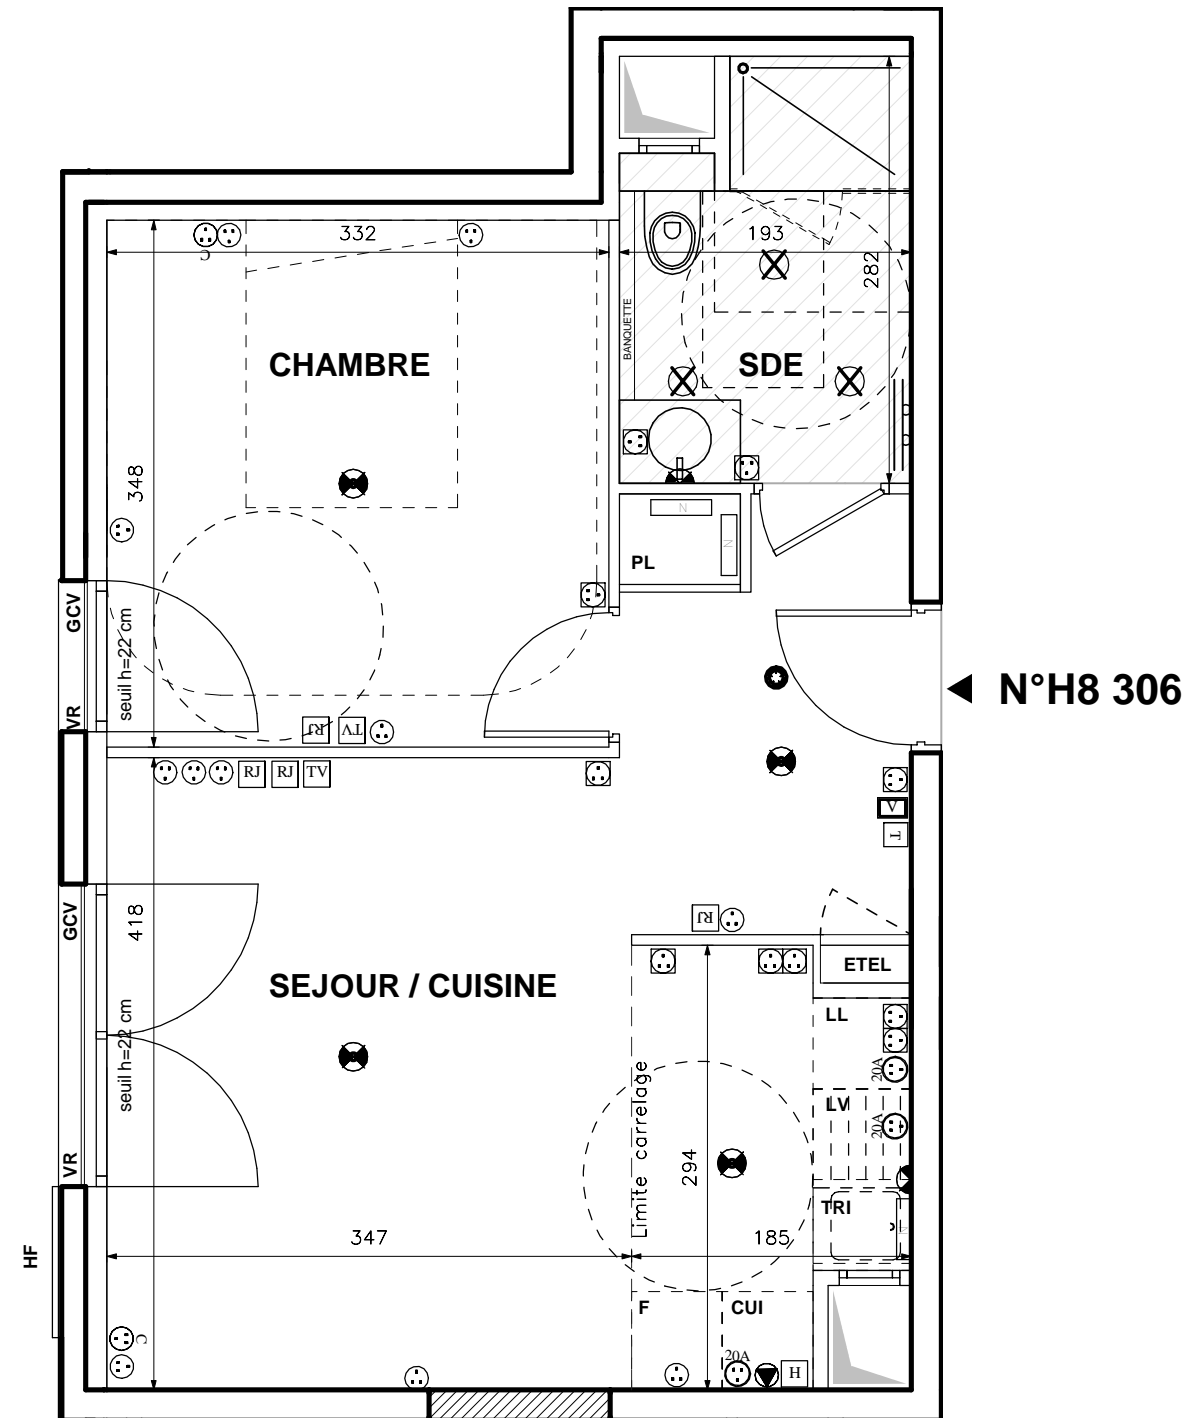 332
193
282
C
BANQUETTE
CHAMBRE
SDE
348
N
N
PL
GCV
seuil h=22 cm
VR
N°H8 306
RJ
TV
RJ
RJ
TV
V
T
GCV
418
RJ
ETEL
SEJOUR / CUISINE
LL
seuil h=22 cm
20A
Limite carrelage
LV
20A
294
VR
TRI
N
347
185
HF
F
CUI
C
20A
H